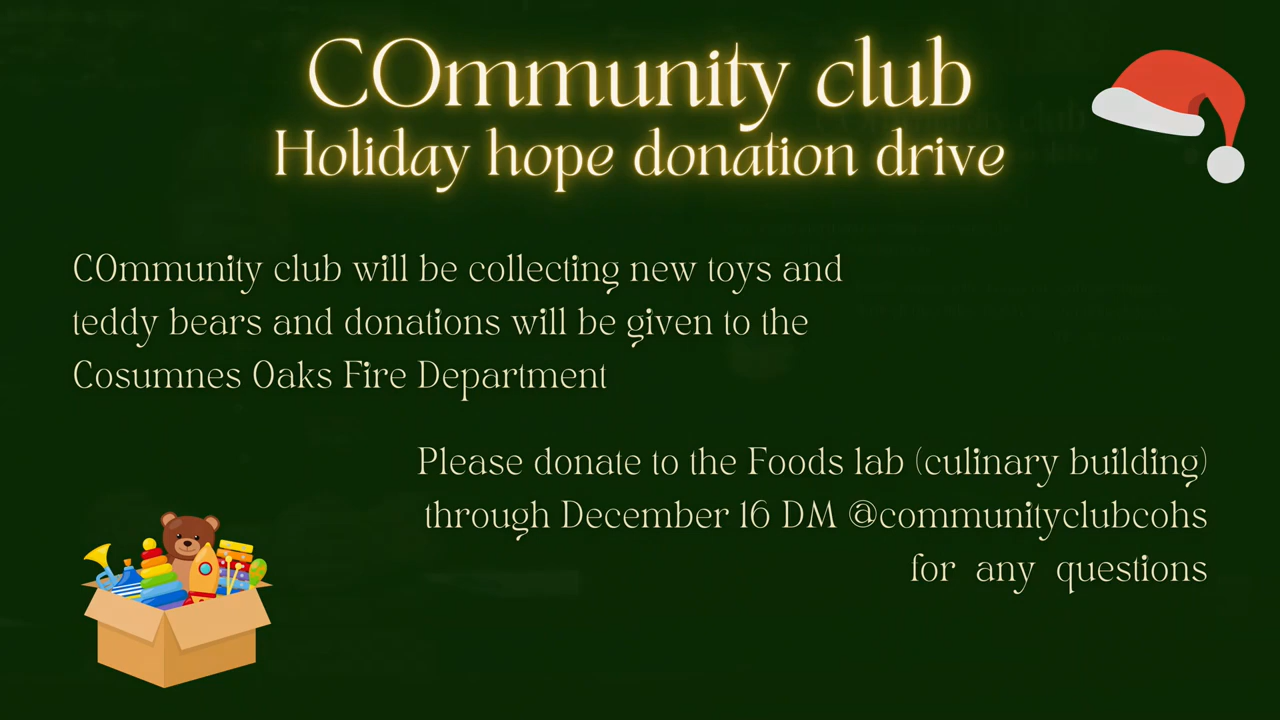 COmmunity club
Holiday hope donation drive
COmmunity club will be collecting new toys and
teddy bears and donations will be given to the
Cosumnes Oaks Fire Department
Please donate to the Foods lab (culinary building)
through December 16 DM @communityclubcohs
for any questions